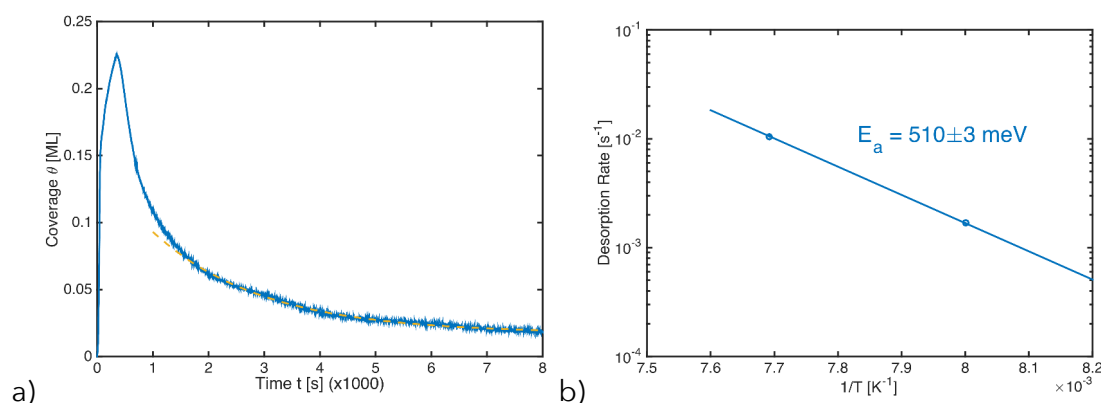 a)
Coverage θ [ML]
0.25
0.2
0.15
0.1
0.05
0
0 1 2 3 4 5 6 7 8
Time t [s] (x1000)
b)
Desorption Rate [s⁻¹]
10⁻¹
10⁻²
10⁻³
10⁻⁴
Eₐ = 510±3 meV
7.5 7.6 7.7 7.8 7.9 8 8.1 8.2
1/T [K⁻¹]
×10⁻³